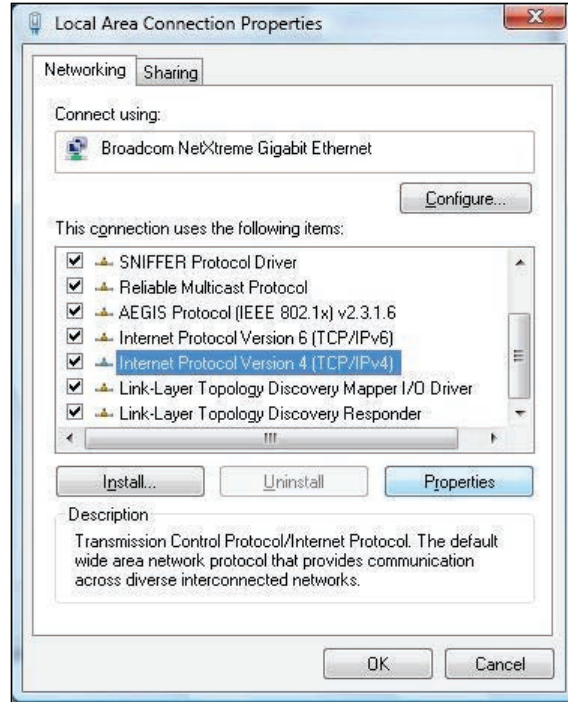 Local Area Connection Properties
Networking
Sharing
Connect using:
Broadcom NetXtreme Gigabit Ethernet
Configure...
This connection uses the following items:
SNIFFER Protocol Driver
Reliable Multicast Protocol
AEGIS Protocol (IEEE 802.1x) v2.3.1.6
Internet Protocol Version 6 (TCP/IPv6)
Internet Protocol Version 4 (TCP/IPv4)
Link-Layer Topology Discovery Mapper I/O Driver
Link-Layer Topology Discovery Responder
Install...
Uninstall
Properties
Description
Transmission Control Protocol/Internet Protocol. The default
wide area network protocol that provides communication
across diverse interconnected networks.
OK
Cancel